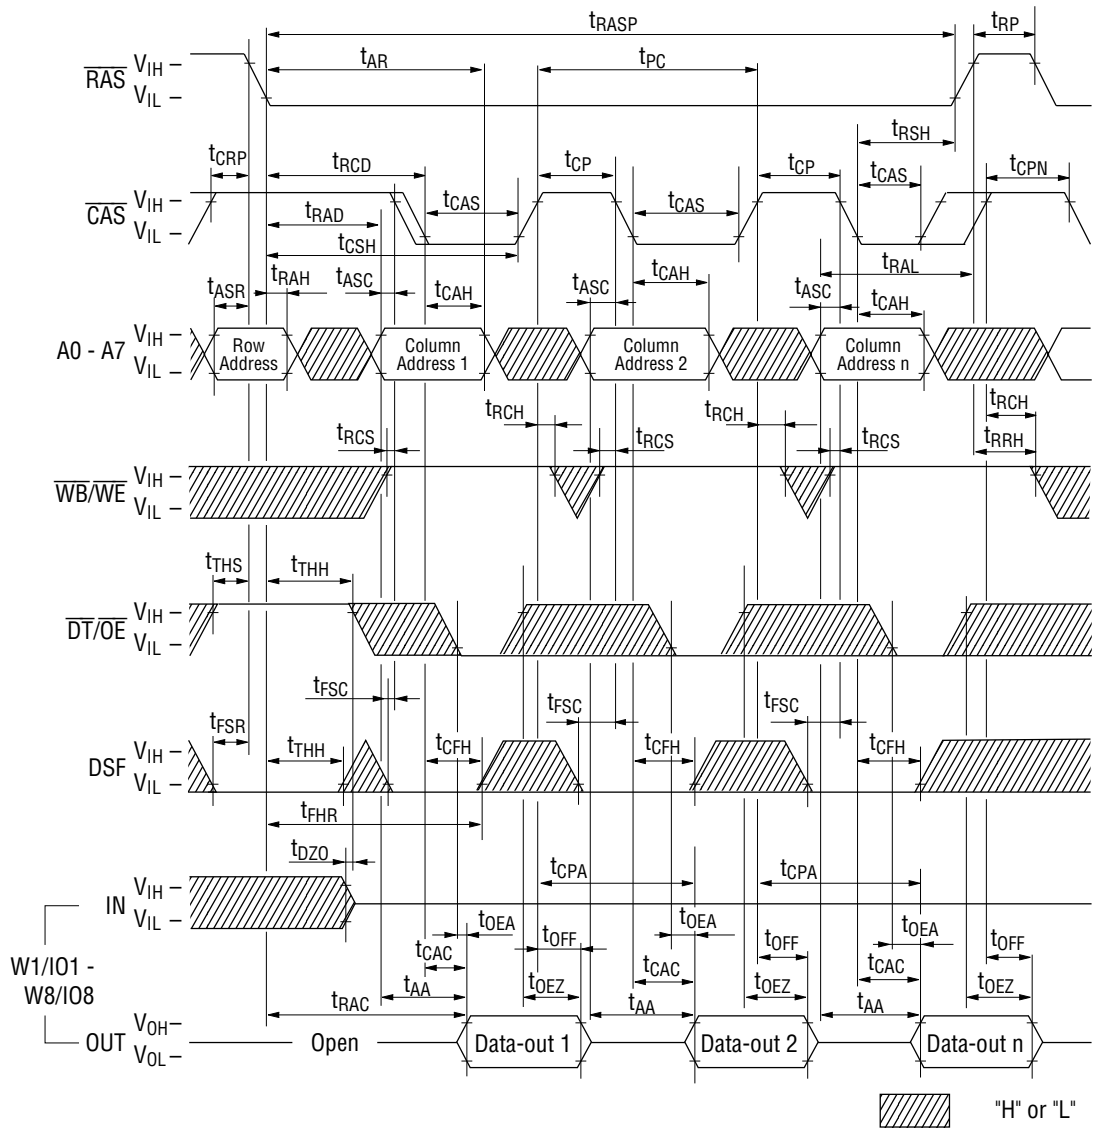 tRASP
tRP
tAR
tPC
RAS
VIH –
VIL –
tRSH
tCRP
tRCD
tCP
tCP
tCAS
tCPN
CAS
VIH –
VIL –
tCAS
tCAS
tRAD
tCSH
tRAL
tASR
tRAH
tASC
tCAH
tASC
tCAH
tASC
tCAH
A0 - A7
VIH –
VIL –
Row
Address
Column
Address 1
Column
Address 2
Column
Address n
tRCH
tRCH
tRCH
tRCS
tRCS
tRCS
tRRH
WB/WE
VIH –
VIL –
tTHS
tTHH
DT/OE
VIH –
VIL –
tFSC
tFSC
tFSC
tFSR
tTHH
tCFH
tCFH
tCFH
DSF
VIH –
VIL –
tFHR
tDZO
tCPA
tCPA
IN
VIH –
VIL –
tOEA
tOEA
tOEA
tOFF
tOFF
tOFF
W1/IO1 -
W8/IO8
tCAC
tCAC
tCAC
tAA
tOEZ
tOEZ
tOEZ
tRAC
tAA
tAA
OUT
VOH–
VOL –
Open
Data-out 1
Data-out 2
Data-out n
"H" or "L"